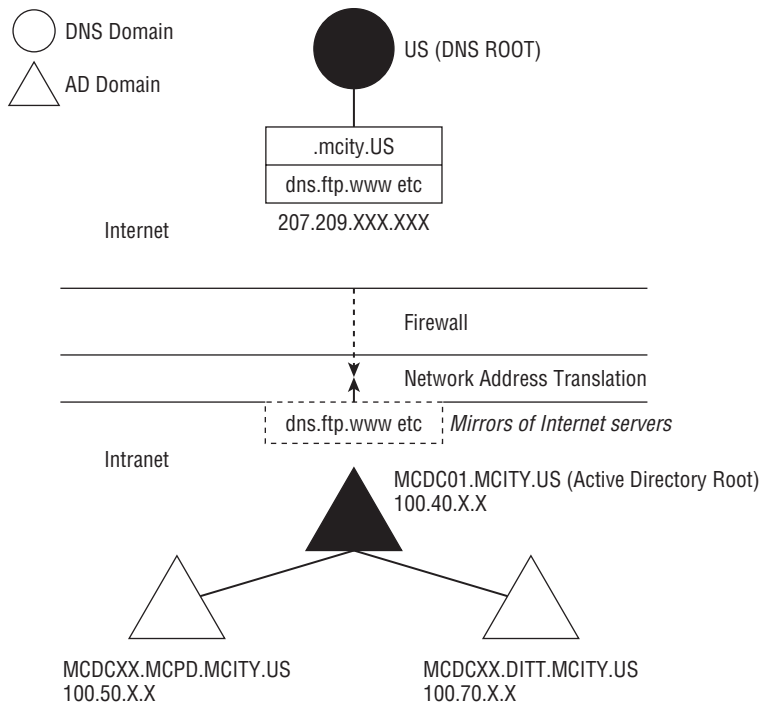 DNS Domain
US (DNS ROOT)
AD Domain
.mcity.US
dns.ftp.www etc
207.209.XXX.XXX
Internet
Firewall
Network Address Translation
dns.ftp.www etc
Mirrors of Internet servers
Intranet
MCDC01.MCITY.US (Active Directory Root)
100.40.X.X
MCDCXX.MCPD.MCITY.US
100.50.X.X
MCDCXX.DITT.MCITY.US
100.70.X.X